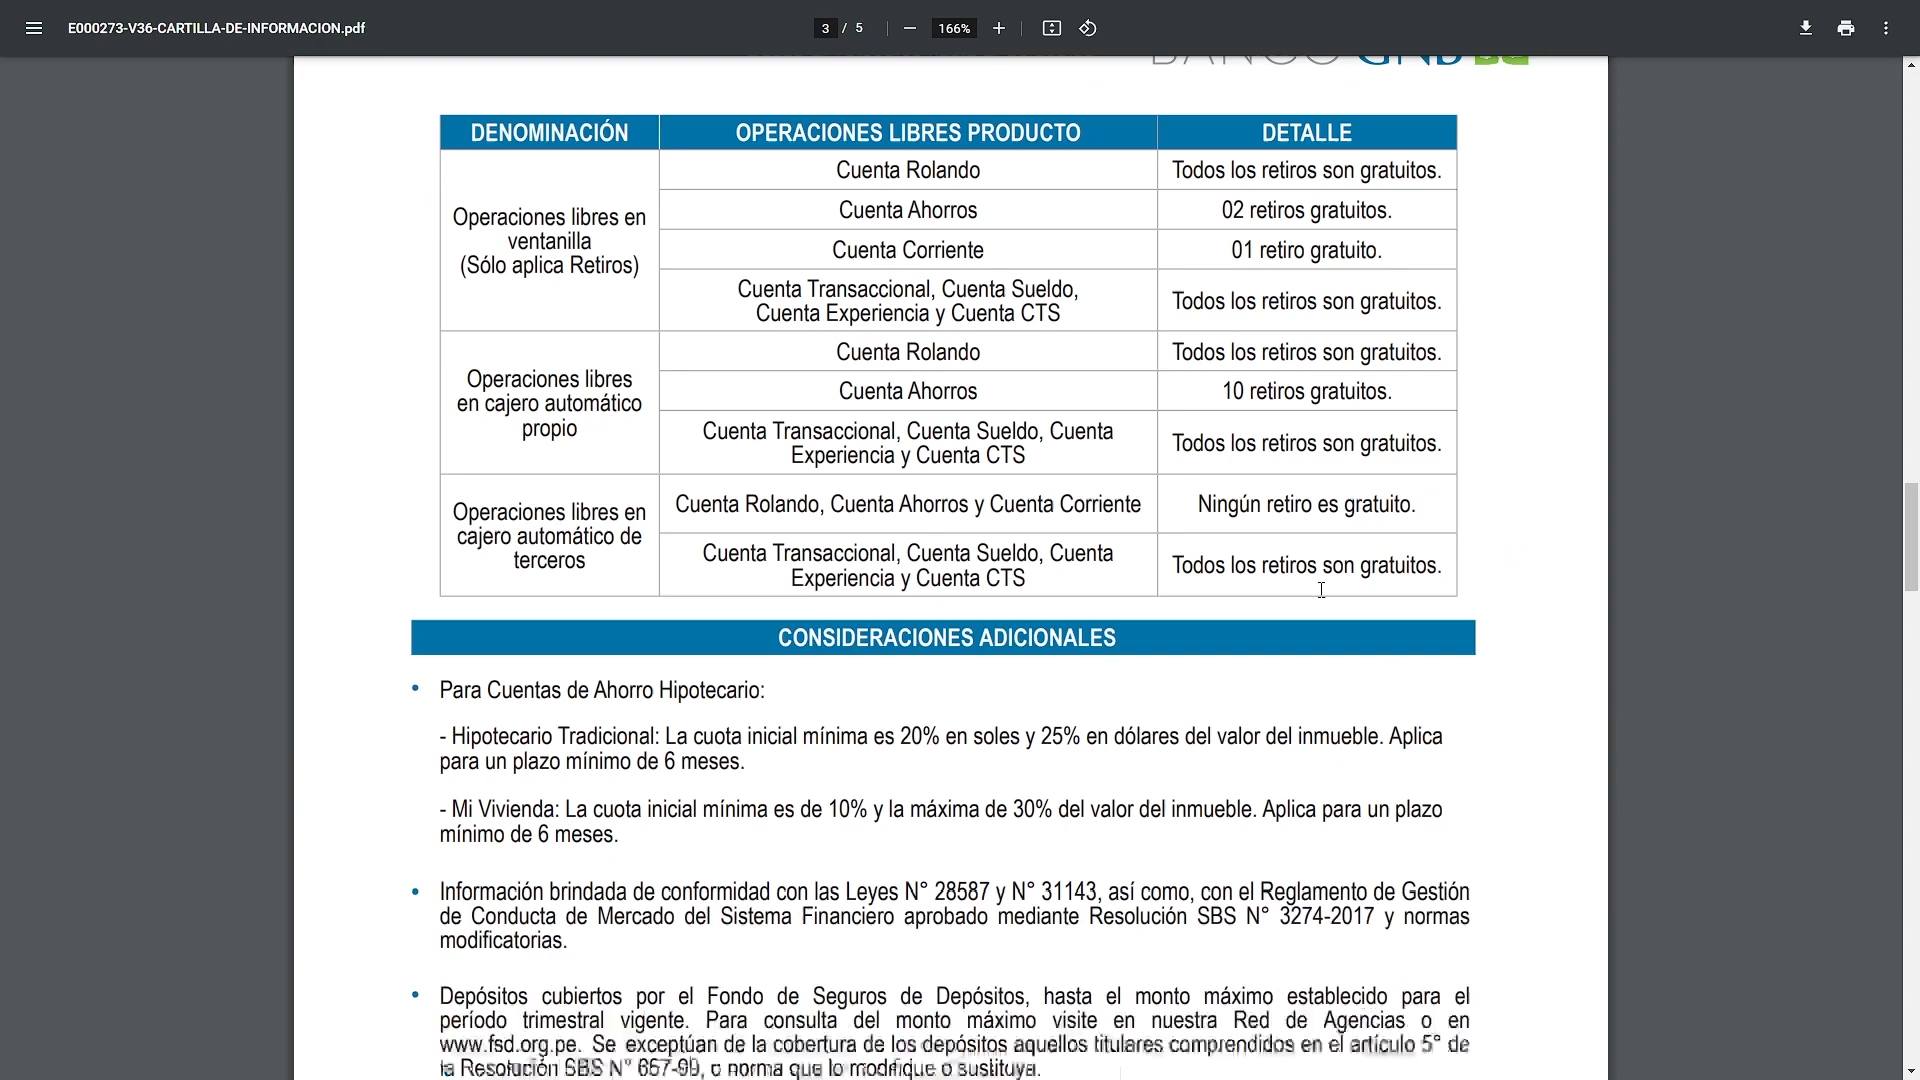 E000273-V36-CARTILLA-DE-INFORMACION.pdf
3 / 5
166%
BANCO GNB
DENOMINACIÓN OPERACIONES LIBRES PRODUCTO DETALLE
Operaciones libres en
ventanilla
(Sólo aplica Retiros)
Cuenta Rolando Todos los retiros son gratuitos.
Cuenta Ahorros 02 retiros gratuitos.
Cuenta Corriente 01 retiro gratuito.
Cuenta Transaccional, Cuenta Sueldo,
Cuenta Experiencia y Cuenta CTS
Todos los retiros son gratuitos.
Operaciones libres
en cajero automático
propio
Cuenta Rolando Todos los retiros son gratuitos.
Cuenta Ahorros 10 retiros gratuitos.
Cuenta Transaccional, Cuenta Sueldo, Cuenta
Experiencia y Cuenta CTS
Todos los retiros son gratuitos.
Operaciones libres en
cajero automático de
terceros
Cuenta Rolando, Cuenta Ahorros y Cuenta Corriente Ningún retiro es gratuito.
Cuenta Transaccional, Cuenta Sueldo, Cuenta
Experiencia y Cuenta CTS
Todos los retiros son gratuitos.
CONSIDERACIONES ADICIONALES
• Para Cuentas de Ahorro Hipotecario:
- Hipotecario Tradicional: La cuota inicial mínima es 20% en soles y 25% en dólares del valor del inmueble. Aplica
para un plazo mínimo de 6 meses.
- Mi Vivienda: La cuota inicial mínima es de 10% y la máxima de 30% del valor del inmueble. Aplica para un plazo
mínimo de 6 meses.
• Información brindada de conformidad con las Leyes N° 28587 y N° 31143, así como, con el Reglamento de Gestión
de Conducta de Mercado del Sistema Financiero aprobado mediante Resolución SBS N° 3274-2017 y normas
modificatorias.
• Depósitos cubiertos por el Fondo de Seguros de Depósitos, hasta el monto máximo establecido para el
período trimestral vigente. Para consulta del monto máximo visite en nuestra Red de Agencias o en
www.fsd.org.pe. Se exceptúan de la cobertura de los depósitos aquellos titulares comprendidos en el artículo 5° de
la Resolución SBS N° 657-99, o norma que lo modifique o sustituya.